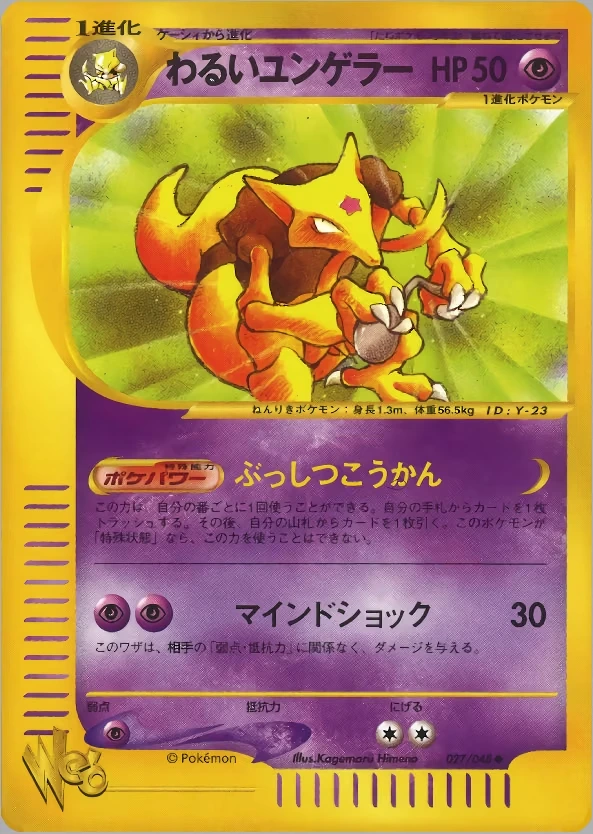 1進化
ケーシィから進化
わるいユンゲラー HP50
1進化ポケモン
ねんりきポケモン：身長1.3m、体重56.5kg ID:Y-23
特殊能力
ポケパワー ぶっしつこうかん
この力は、自分の番ごとに1回使うことができる。自分の手札からカードを1枚
トラッシュする。その後、自分の山札からカードを1枚引く。このポケモンが
「特殊状態」なら、この力を使うことはできない。
マインドショック 30
このワザは、相手の「弱点・抵抗力」に関係なく、ダメージを与える。
弱点 抵抗力 にげる
©Pokémon Illus.Kagemaru Himeno 027/048
Web